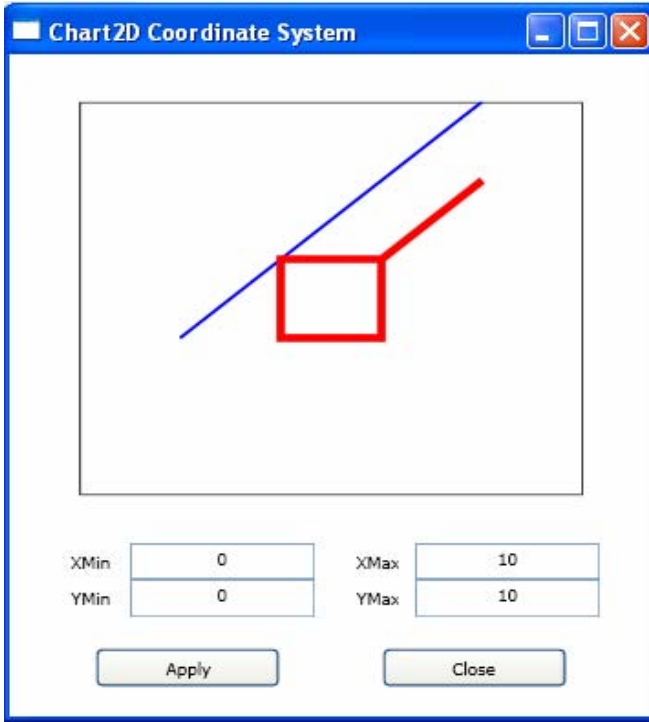 Chart2D Coordinate System
XMin 0 XMax 10
YMin 0 YMax 10
Apply Close